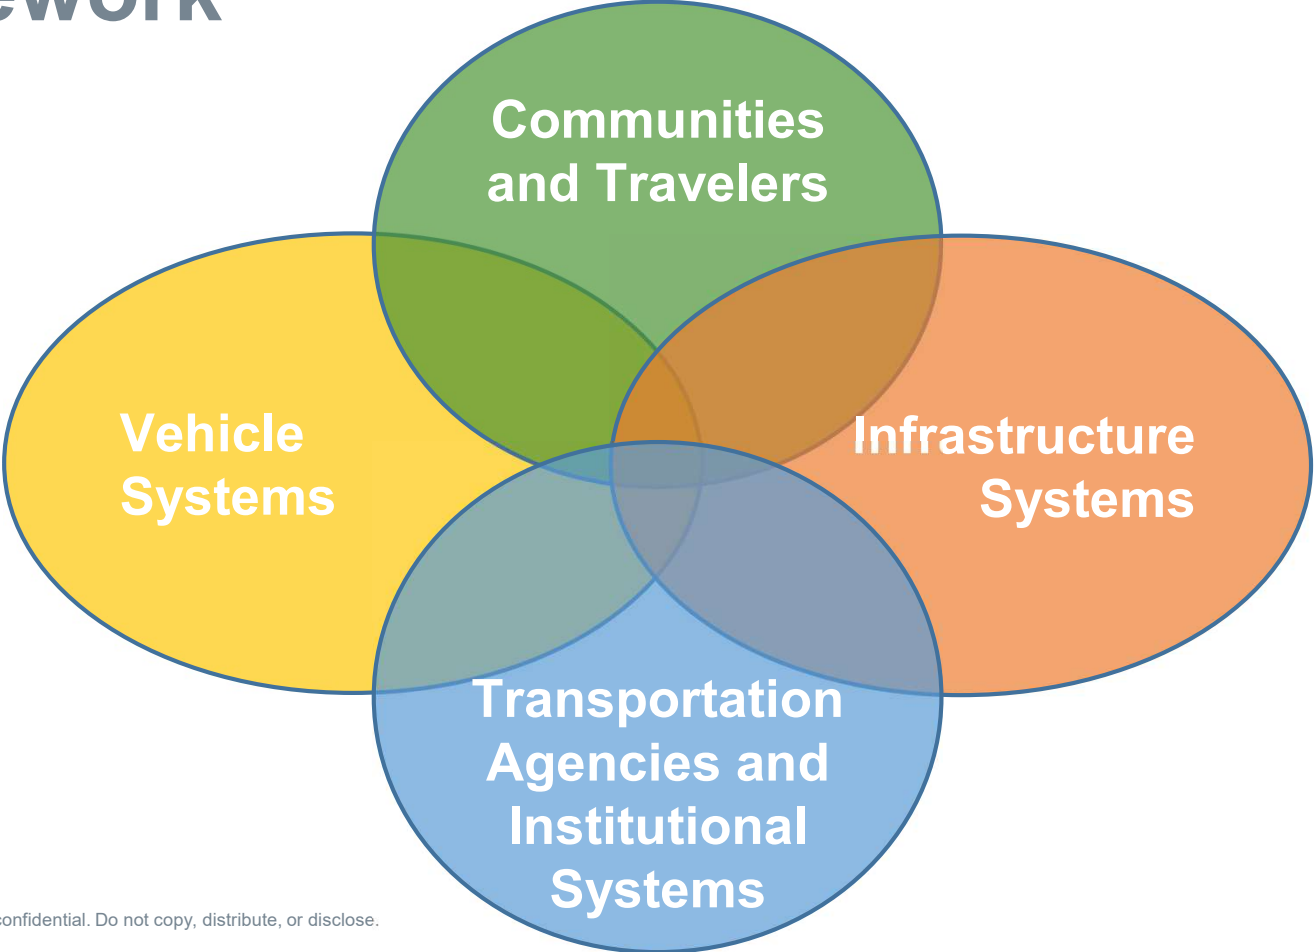 Communities
and Travelers
Vehicle
Systems
Infrastructure
Systems
Transportation
Agencies and
Institutional
Systems
confidential. Do not copy, distribute, or disclose.